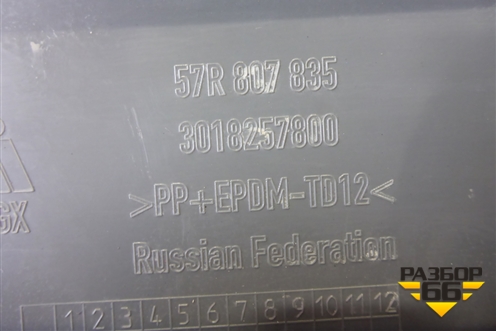 57R 807 835
3018257800
>PP+EPDM-TD12<
GX
Russian Federation
1 2 3 4 5 6 7 8 9 10 11 12
РАЗБОР
66